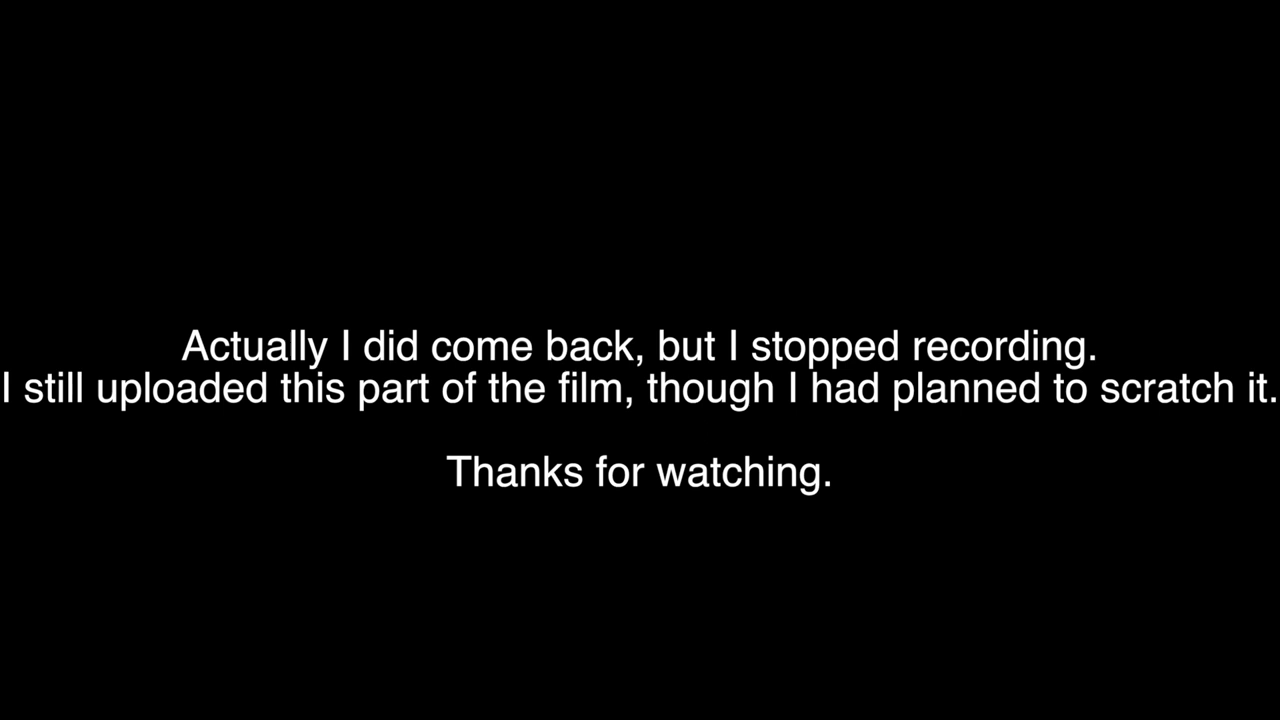 Actually I did come back, but I stopped recording.
I still uploaded this part of the film, though I had planned to scratch it.
Thanks for watching.